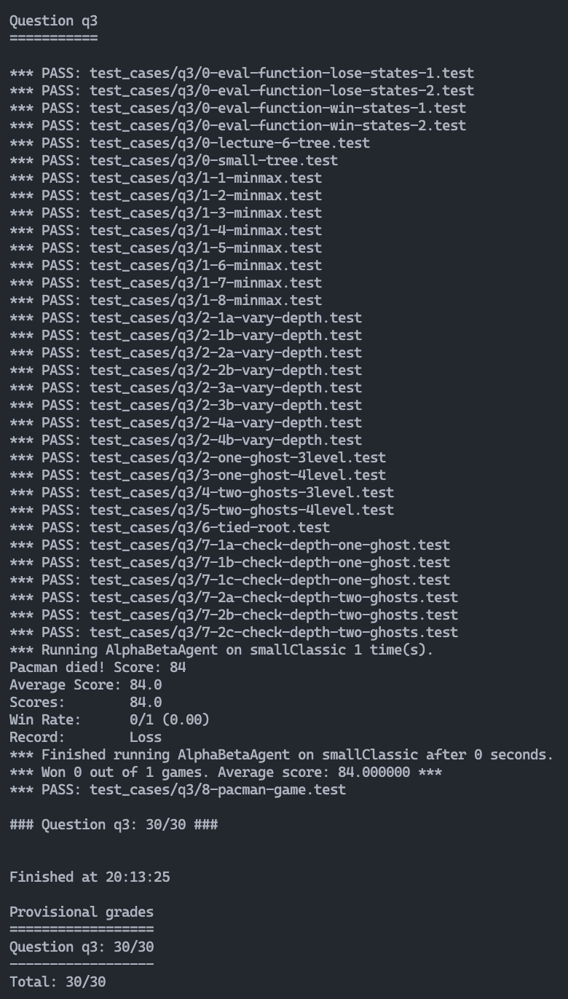 Question q3
===========
*** PASS: test_cases/q3/0-eval-function-lose-states-1.test
*** PASS: test_cases/q3/0-eval-function-lose-states-2.test
*** PASS: test_cases/q3/0-eval-function-win-states-1.test
*** PASS: test_cases/q3/0-eval-function-win-states-2.test
*** PASS: test_cases/q3/0-lecture-6-tree.test
*** PASS: test_cases/q3/0-small-tree.test
*** PASS: test_cases/q3/1-1-minmax.test
*** PASS: test_cases/q3/1-2-minmax.test
*** PASS: test_cases/q3/1-3-minmax.test
*** PASS: test_cases/q3/1-4-minmax.test
*** PASS: test_cases/q3/1-5-minmax.test
*** PASS: test_cases/q3/1-6-minmax.test
*** PASS: test_cases/q3/1-7-minmax.test
*** PASS: test_cases/q3/1-8-minmax.test
*** PASS: test_cases/q3/2-1a-vary-depth.test
*** PASS: test_cases/q3/2-1b-vary-depth.test
*** PASS: test_cases/q3/2-2a-vary-depth.test
*** PASS: test_cases/q3/2-2b-vary-depth.test
*** PASS: test_cases/q3/2-3a-vary-depth.test
*** PASS: test_cases/q3/2-3b-vary-depth.test
*** PASS: test_cases/q3/2-4a-vary-depth.test
*** PASS: test_cases/q3/2-4b-vary-depth.test
*** PASS: test_cases/q3/2-one-ghost-3level.test
*** PASS: test_cases/q3/3-one-ghost-4level.test
*** PASS: test_cases/q3/4-two-ghosts-3level.test
*** PASS: test_cases/q3/5-two-ghosts-4level.test
*** PASS: test_cases/q3/6-tied-root.test
*** PASS: test_cases/q3/7-1a-check-depth-one-ghost.test
*** PASS: test_cases/q3/7-1b-check-depth-one-ghost.test
*** PASS: test_cases/q3/7-1c-check-depth-one-ghost.test
*** PASS: test_cases/q3/7-2a-check-depth-two-ghosts.test
*** PASS: test_cases/q3/7-2b-check-depth-two-ghosts.test
*** PASS: test_cases/q3/7-2c-check-depth-two-ghosts.test
*** Running AlphaBetaAgent on smallClassic 1 time(s).
Pacman died! Score: 84
Average Score: 84.0
Scores:        84.0
Win Rate:      0/1 (0.00)
Record:        Loss
*** Finished running AlphaBetaAgent on smallClassic after 0 seconds.
*** Won 0 out of 1 games. Average score: 84.000000 ***
*** PASS: test_cases/q3/8-pacman-game.test
### Question q3: 30/30 ###
Finished at 20:13:25
Provisional grades
==================
Question q3: 30/30
------------------
Total: 30/30